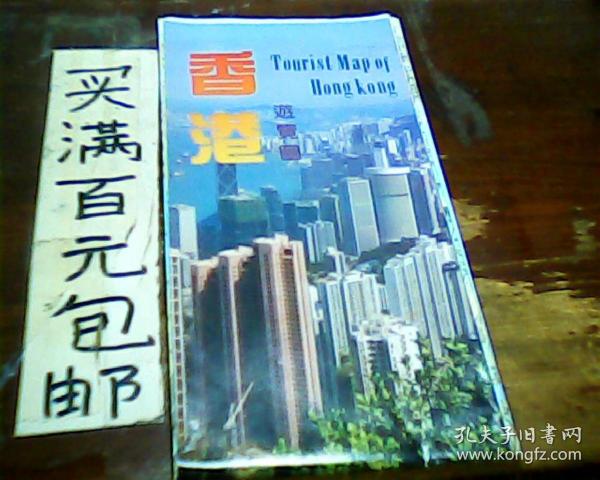 买满百元包邮
香港
遊覽圖
Tourist Map of
Hong Kong
孔夫子旧書网
www.kongfz.com